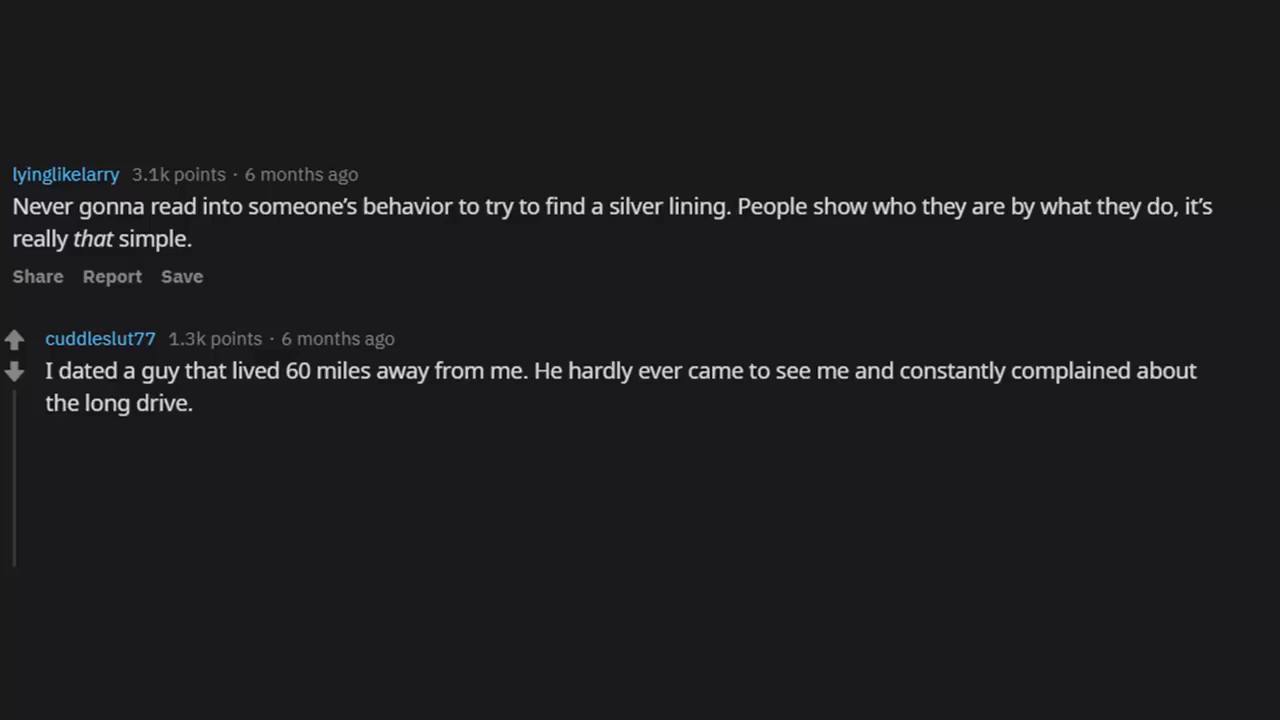 lyinglikelarry 3.1k points · 6 months ago
Never gonna read into someone’s behavior to try to find a silver lining. People show who they are by what they do, it’s
really that simple.
Share Report Save
cuddleslut77 1.3k points · 6 months ago
I dated a guy that lived 60 miles away from me. He hardly ever came to see me and constantly complained about
the long drive.